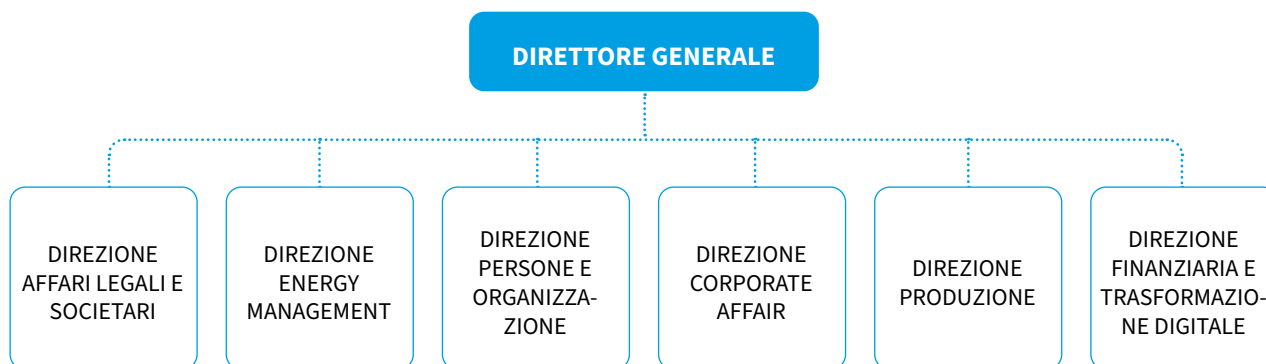 DIRETTORE GENERALE
DIREZIONE
AFFARI LEGALI E
SOCIETARI
DIREZIONE
ENERGY
MANAGEMENT
DIREZIONE
PERSONE E
ORGANIZZA-
ZIONE
DIREZIONE
CORPORATE
AFFAIR
DIREZIONE
PRODUZIONE
DIREZIONE
FINANZIARIA E
TRASFORMAZIO-
NE DIGITALE